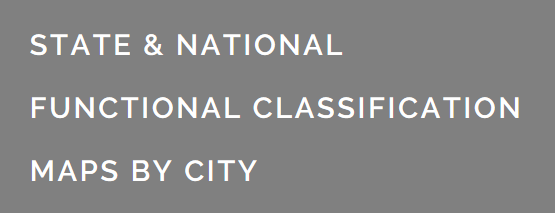 STATE & NATIONAL
FUNCTIONAL CLASSIFICATION
MAPS BY CITY